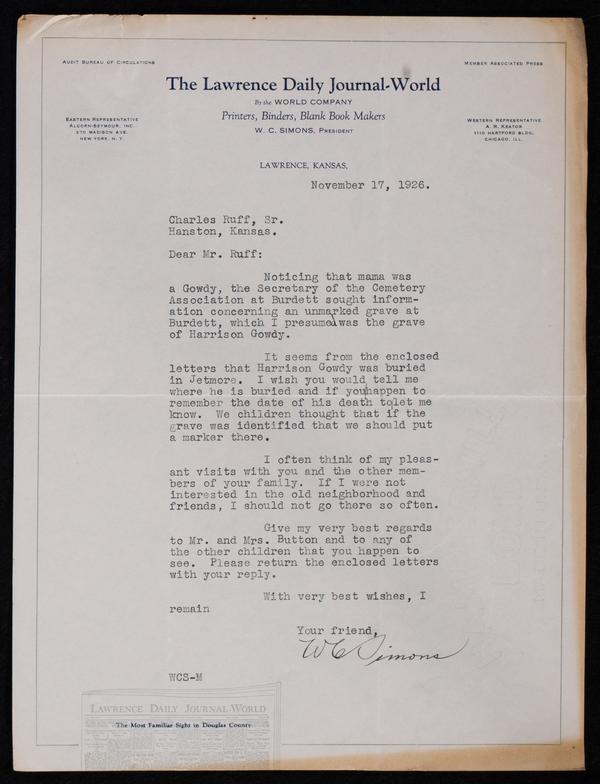 AUDIT BUREAU OF CIRCULATIONS
MEMBER ASSOCIATED PRESS
The Lawrence Daily Journal-World
By the WORLD COMPANY
Printers, Binders, Blank Book Makers
W. C. SIMONS, PRESIDENT
EASTERN REPRESENTATIVE
ALCORN-SEYMOUR, INC.
270 MADISON AVE.
NEW YORK, N. Y.
WESTERN REPRESENTATIVE
A. R. KEATOR
1110 HARTFORD BLDG.
CHICAGO, ILL.
LAWRENCE, KANSAS,
November 17, 1926.
Charles Ruff, Sr.
Hanston, Kansas.
Dear Mr. Ruff:
Noticing that mama was
a Gowdy, the Secretary of the Cemetery
Association at Burdett sought inform-
ation concerning an unmarked grave at
Burdett, which I presumed was the grave
of Harrison Gowdy.
It seems from the enclosed
letters that Harrison Gowdy was buried
in Jetmore. I wish you would tell me
where he is buried and if you happen to
remember the date of his death to let me
know. We children thought that if the
grave was identified that we should put
a marker there.
I often think of my pleas-
ant visits with you and the other mem-
bers of your family. If I were not
interested in the old neighborhood and
friends, I should not go there so often.
Give my very best regards
to Mr. and Mrs. Button and to any of
the other children that you happen to
see. Please return the enclosed letters
with your reply.
With very best wishes, I
remain
Your friend,
W C Simons
WCS-M
LAWRENCE DAILY JOURNAL-WORLD
The Most Familiar Sight in Douglas County